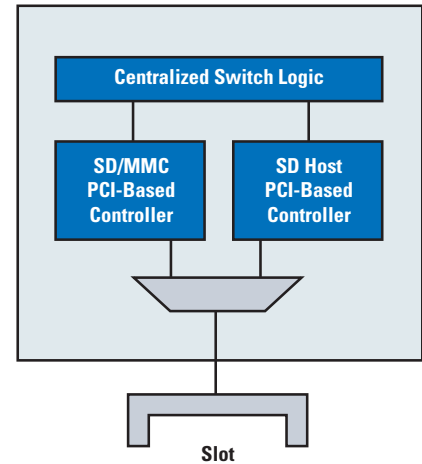 Centralized Switch Logic
SD/MMC
PCI-Based
Controller
SD Host
PCI-Based
Controller
Slot